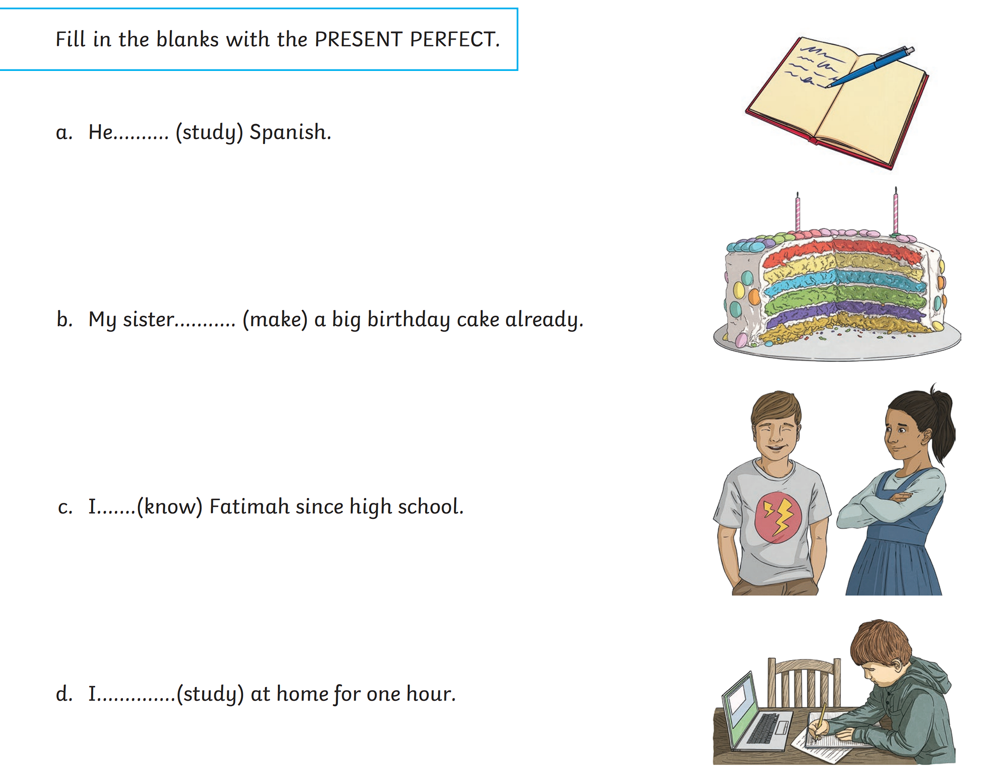 Fill in the blanks with the PRESENT PERFECT.
a. He.......... (study) Spanish.
b. My sister........... (make) a big birthday cake already.
c. I.......(know) Fatimah since high school.
d. I..............(study) at home for one hour.